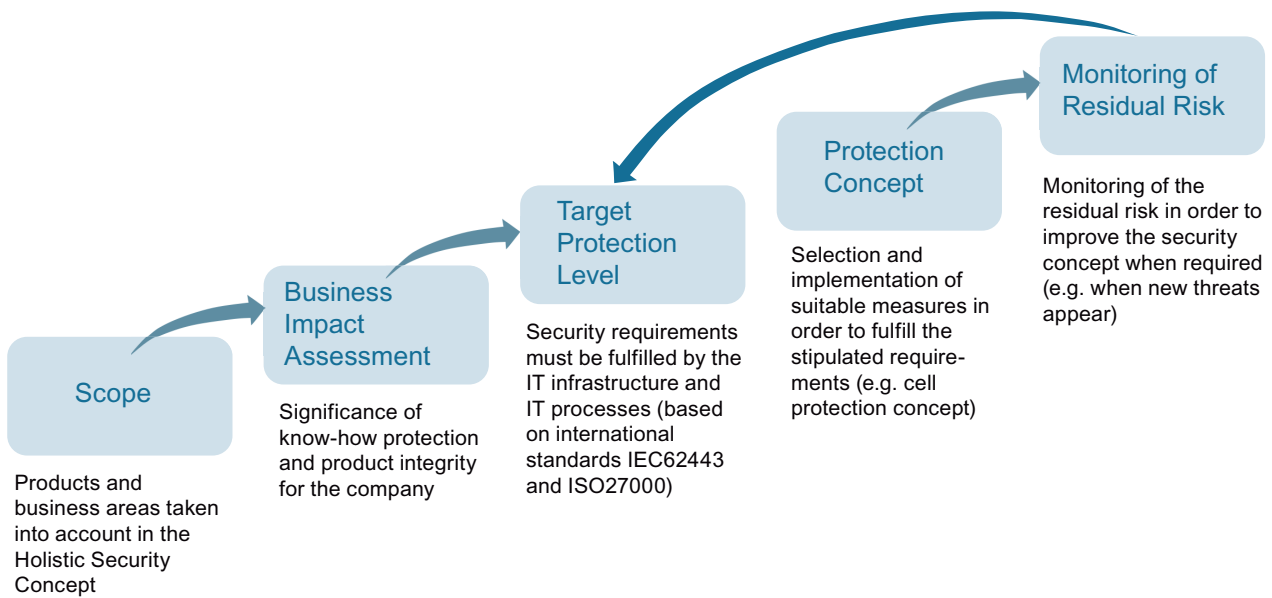 Scope
Products and
business areas taken
into account in the
Holistic Security
Concept
Business
Impact
Assessment
Significance of
know-how protection
and product integrity
for the company
Target
Protection
Level
Security requirements
must be fulfilled by the
IT infrastructure and
IT processes (based
on international
standards IEC62443
and ISO27000)
Protection
Concept
Selection and
implementation of
suitable measures in
order to fulfill the
stipulated require-
ments (e.g. cell
protection concept)
Monitoring of
Residual Risk
Monitoring of the
residual risk in order to
improve the security
concept when required
(e.g. when new threats
appear)